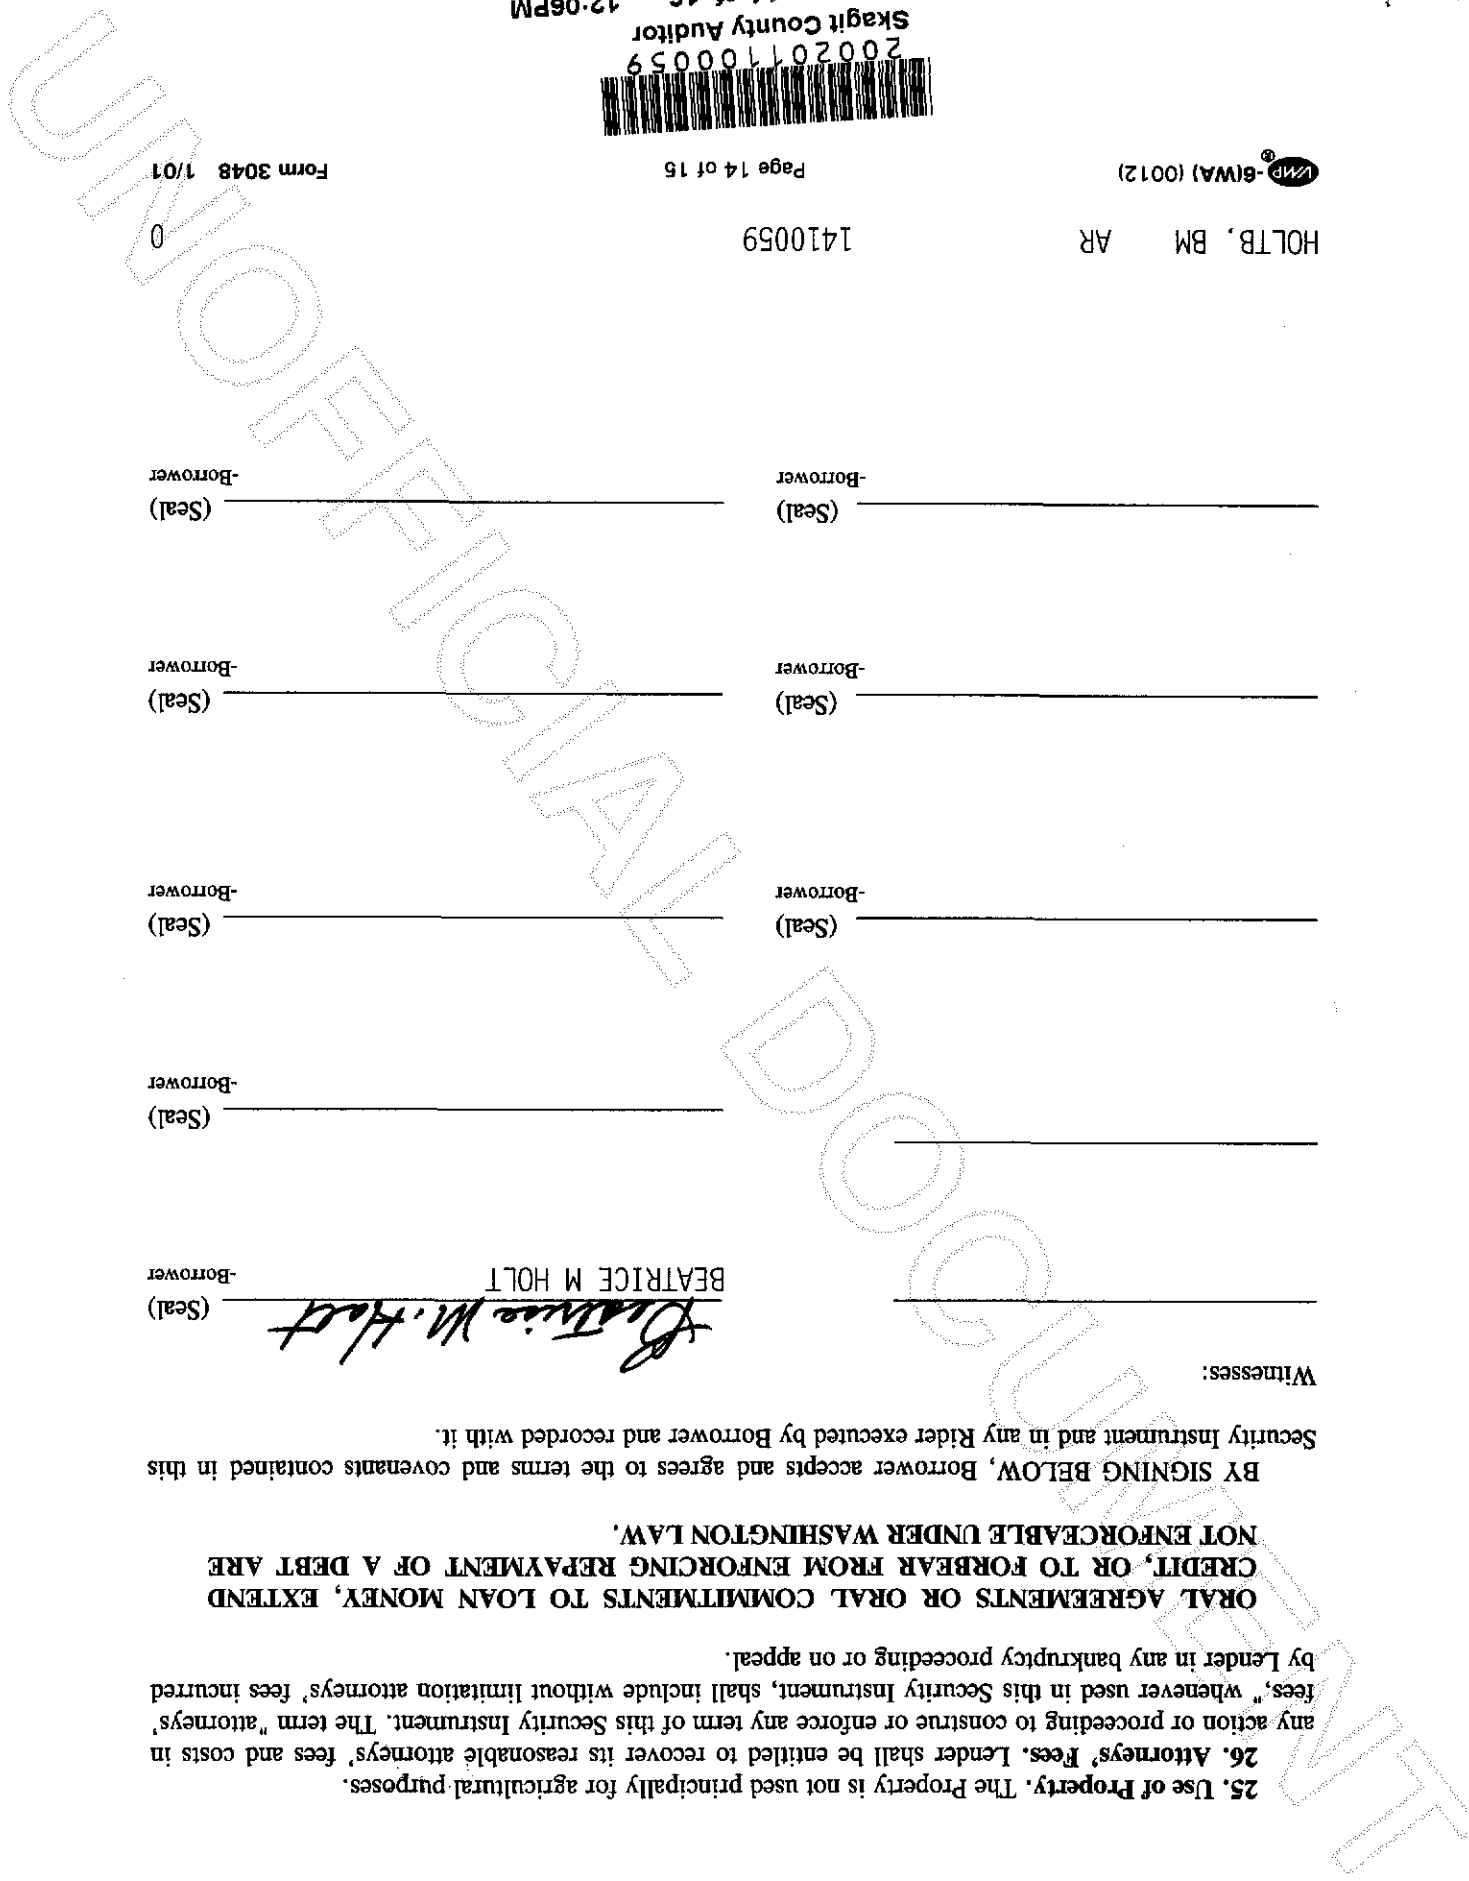 25. Use of Property. The Property is not used principally for agricultural purposes.
26. Attorneys' Fees. Lender shall be entitled to recover its reasonable attorneys' fees and costs in
any action or proceeding to construe or enforce any term of this Security Instrument. The term "attorneys'
fees," whenever used in this Security Instrument, shall include without limitation attorneys' fees incurred
by Lender in any bankruptcy proceeding or on appeal.
ORAL AGREEMENTS OR ORAL COMMITMENTS TO LOAN MONEY, EXTEND
CREDIT, OR TO FORBEAR FROM ENFORCING REPAYMENT OF A DEBT ARE
NOT ENFORCEABLE UNDER WASHINGTON LAW.
BY SIGNING BELOW, Borrower accepts and agrees to the terms and covenants contained in this
Security Instrument and in any Rider executed by Borrower and recorded with it.
Witnesses:
Beatrice M. Holt (Seal)
BEATRICE M HOLT -Borrower
(Seal)
-Borrower
(Seal) (Seal)
-Borrower -Borrower
(Seal) (Seal)
-Borrower -Borrower
(Seal) (Seal)
-Borrower -Borrower
HOLTB, BM AR 1410059 0
VMP -6(WA) (0012) Page 14 of 15 Form 3048 1/01
200201100059
Skagit County Auditor
12:06PM
UNOFFICIAL DOCUMENT